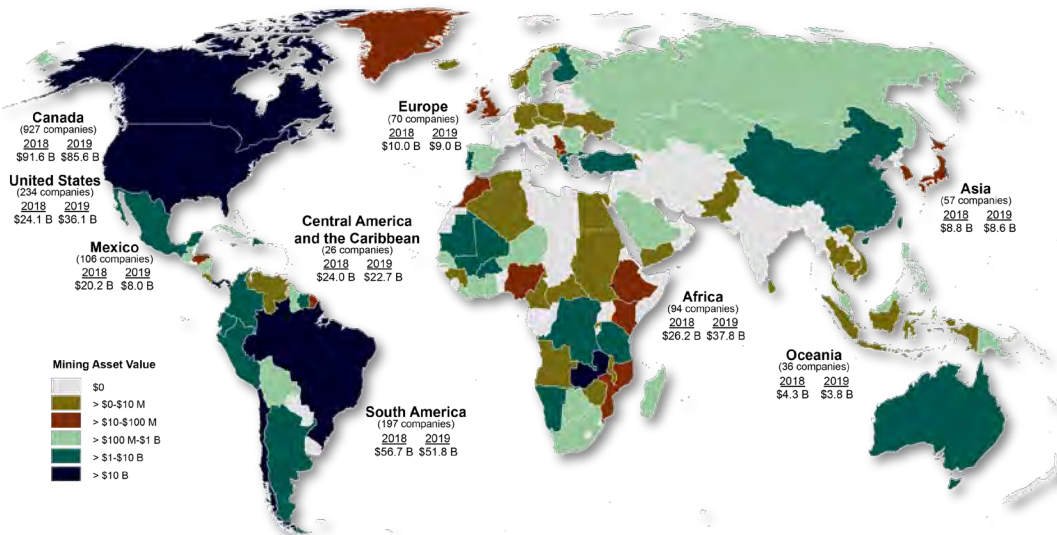 Canada
(927 companies)
2018 2019
$91.6 B $85.6 B
United States
(234 companies)
2018 2019
$24.1 B $36.1 B
Mexico
(106 companies)
2018 2019
$20.2 B $8.0 B
Central America
and the Caribbean
(26 companies)
2018 2019
$24.0 B $22.7 B
South America
(197 companies)
2018 2019
$56.7 B $51.8 B
Europe
(70 companies)
2018 2019
$10.0 B $9.0 B
Africa
(94 companies)
2018 2019
$26.2 B $37.8 B
Asia
(57 companies)
2018 2019
$8.8 B $8.6 B
Oceania
(36 companies)
2018 2019
$4.3 B $3.8 B
Mining Asset Value
$0
> $0-$10 M
> $10-$100 M
> $100 M-$1 B
> $1-$10 B
> $10 B